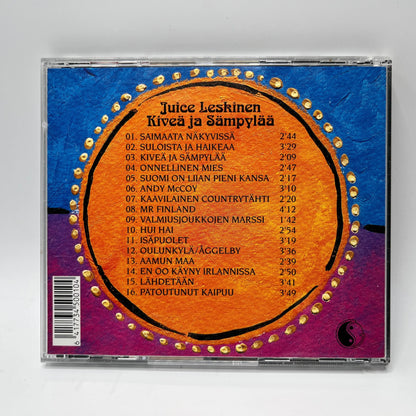 Juice Leskinen
Kiveä ja Sämpylää
01. SAIMAATA NÄKYVISSÄ 2'44
02. SULOISTA JA HAIKEAA 3'29
03. KIVEÄ JA SÄMPYLÄÄ 2'09
04. ONNELLINEN MIES 2'47
05. SUOMI ON LIIAN PIENI KANSA 2'17
06. ANDY McCOY 3'10
07. KAAVILAINEN COUNTRYTÄHTI 2'20
08. MR FINLAND 4'12
09. VALMIUSJOUKKOJEN MARSSI 1'42
10. HUI HAI 2'54
11. ISÄPUOLET 3'19
12. OULUNKYLÄ/ÅGGELBY 3'36
13. AAMUN MAA 2'39
14. EN OO KÄYNY IRLANNISSA 2'50
15. LÄHDETÄÄN 3'41
16. PATOUTUNUT KAIPUU 3'49
6 417734 500104